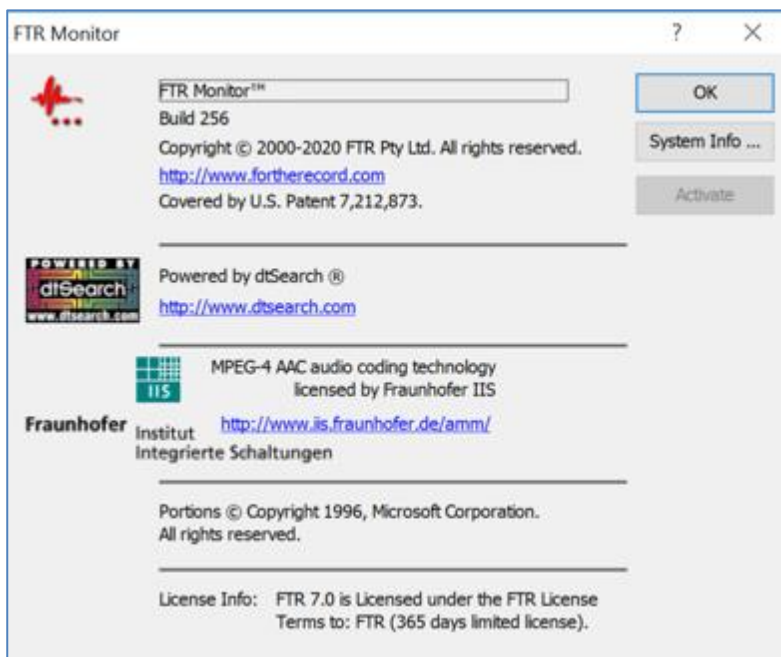 FTR Monitor
FTR Monitor™
OK
Build 256
Copyright © 2000-2020 FTR Pty Ltd. All rights reserved.
System Info ...
http://www.fortherecord.com
Covered by U.S. Patent 7,212,873.
Activate
POWERED BY
dtSearch
www.dtsearch.com
Powered by dtSearch ®
http://www.dtsearch.com
IIS
MPEG-4 AAC audio coding technology
licensed by Fraunhofer IIS
Fraunhofer Institut
Integrierte Schaltungen
http://www.iis.fraunhofer.de/amm/
Portions © Copyright 1996, Microsoft Corporation.
All rights reserved.
License Info: FTR 7.0 is Licensed under the FTR License
Terms to: FTR (365 days limited license).